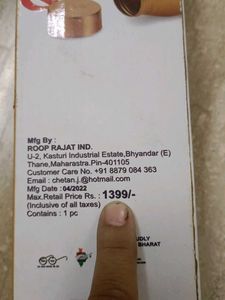 Mfg By :
ROOP RAJAT IND.
U-2, Kasturi Industrial Estate,Bhyandar (E)
Thane,Maharastra.Pin-401105
Customer Care No. +91 8879 084 363
Email : chetan.j.@hotmail.com
Mfg Date : 04/2022
Max.Retail Price Rs. : 1399/-
(Inclusive of all taxes)
Contains : 1 pc
UDLY
BHARAT